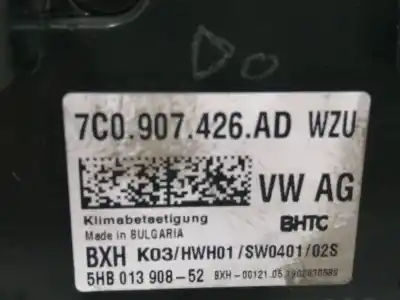 Do
7C0.907.426.AD WZU
VW AG
Klimabetaetigung
BHTC
Made in BULGARIA
BXH K03/HWH01/SW0401/02S
5HB 013 908-52